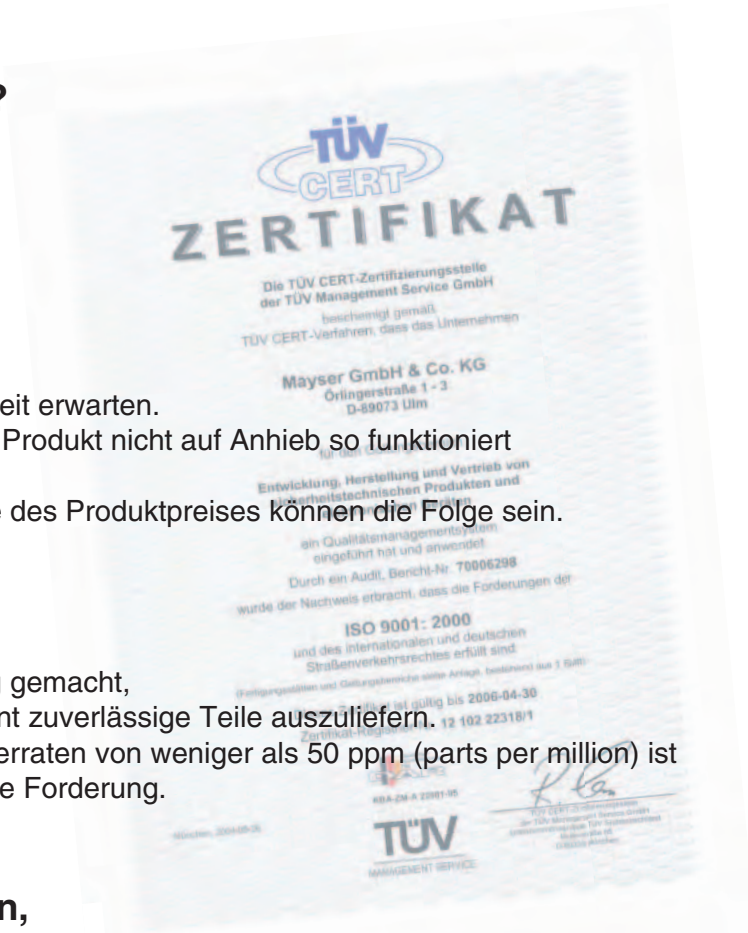 ?
TÜV
CERT
ZERTIFIKAT
Die TÜV CERT-Zertifizierungsstelle
der TÜV Management Service GmbH
bescheinigt gemäß
TÜV CERT-Verfahren, dass das Unternehmen
Mayser GmbH & Co. KG
Örlingerstraße 1 - 3
D-89073 Ulm
eit erwarten.
Produkt nicht auf Anhieb so funktioniert
für den
Entwicklung, Herstellung und Vertrieb von
sicherheitstechnischen Produkten und
e des Produktpreises können die Folge sein.
ein Qualitätsmanagementsystem
eingeführt hat und anwendet.
Durch ein Audit, Bericht-Nr. 70006298
wurde der Nachweis erbracht, dass die Forderungen der
ISO 9001: 2000
und des internationalen und deutschen
Straßenverkehrsrechtes erfüllt sind
g gemacht,
ist gültig bis 2006-04-30
nt zuverlässige Teile auszuliefern.
Zertifikat-Registrier-Nr. 12 102 22318/1
erraten von weniger als 50 ppm (parts per million) ist
e Forderung.
TÜV
MANAGEMENT SERVICE
n,